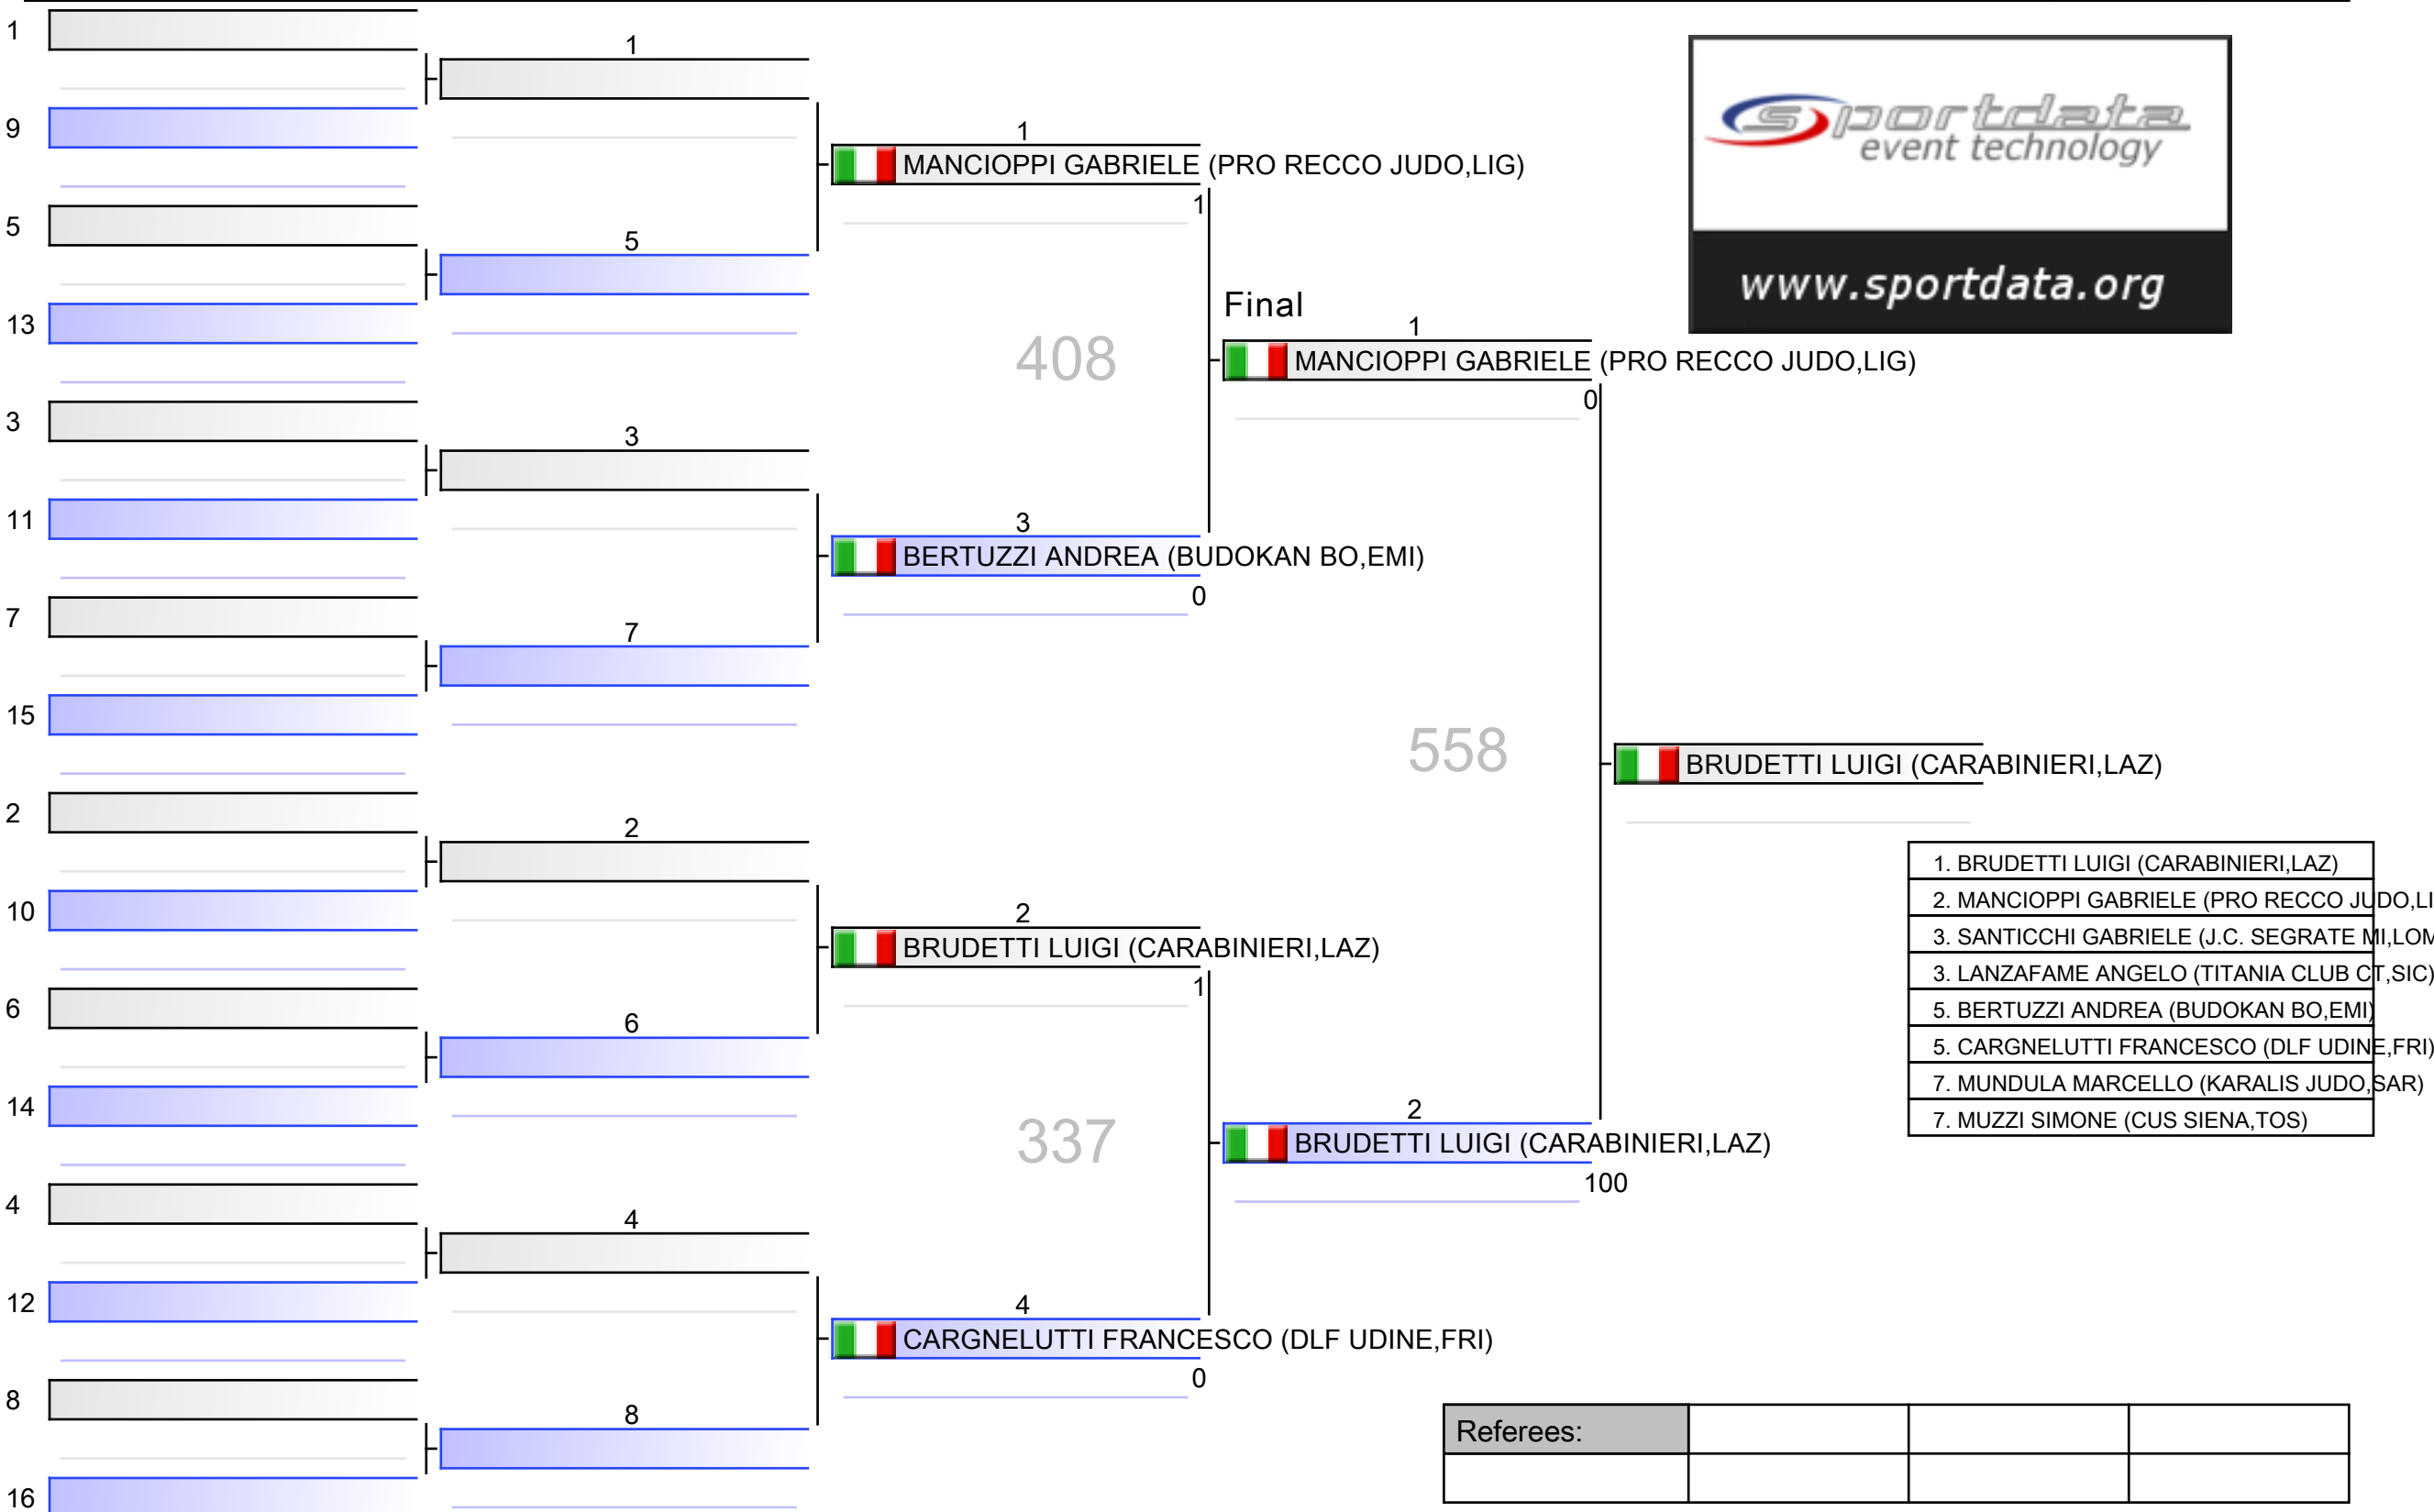 1
9
5
13
3
11
7
15
2
10
6
14
4
12
8
16
1
5
3
7
2
6
4
8
1
MANCIOPPI GABRIELE (PRO RECCO JUDO,LIG)
1
408
3
BERTUZZI ANDREA (BUDOKAN BO,EMI)
0
2
BRUDETTI LUIGI (CARABINIERI,LAZ)
1
337
4
CARGNELUTTI FRANCESCO (DLF UDINE,FRI)
0
Final
1
MANCIOPPI GABRIELE (PRO RECCO JUDO,LIG)
0
558
2
BRUDETTI LUIGI (CARABINIERI,LAZ)
100
BRUDETTI LUIGI (CARABINIERI,LAZ)
sportdata
event technology
www.sportdata.org
1. BRUDETTI LUIGI (CARABINIERI,LAZ)
2. MANCIOPPI GABRIELE (PRO RECCO JUDO,LI
3. SANTICCHI GABRIELE (J.C. SEGRATE MI,LOM
3. LANZAFAME ANGELO (TITANIA CLUB CT,SIC)
5. BERTUZZI ANDREA (BUDOKAN BO,EMI)
5. CARGNELUTTI FRANCESCO (DLF UDINE,FRI)
7. MUNDULA MARCELLO (KARALIS JUDO,SAR)
7. MUZZI SIMONE (CUS SIENA,TOS)
Referees: